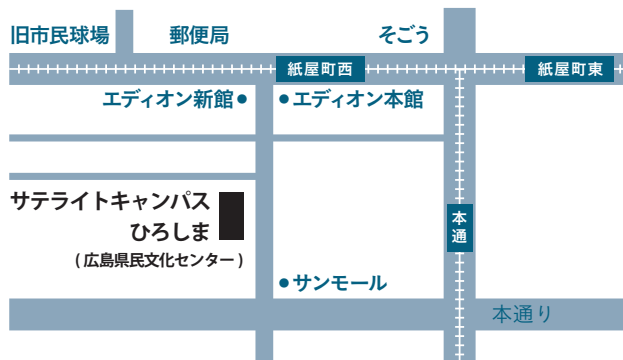 旧市民球場
郵便局
そごう
紙屋町西
紙屋町東
エディオン新館
エディオン本館
サテライトキャンパス
ひろしま
(広島県民文化センター)
本通
サンモール
本通り